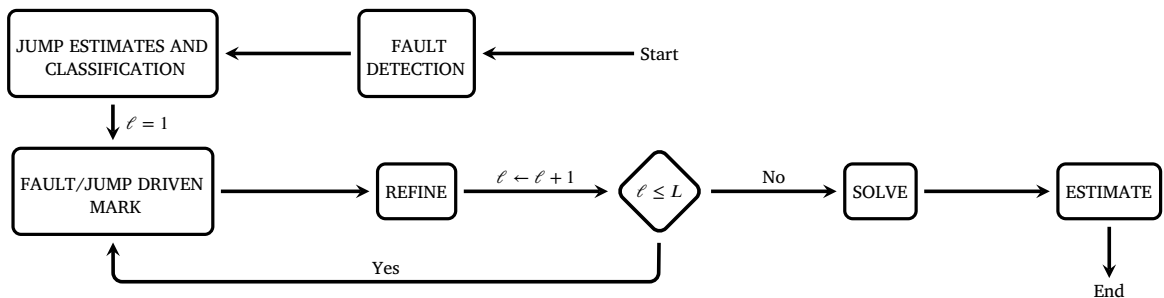 JUMP ESTIMATES AND
CLASSIFICATION
FAULT
DETECTION
Start
ℓ = 1
FAULT/JUMP DRIVEN
MARK
REFINE
ℓ ← ℓ + 1
ℓ ≤ L
No
SOLVE
ESTIMATE
Yes
End